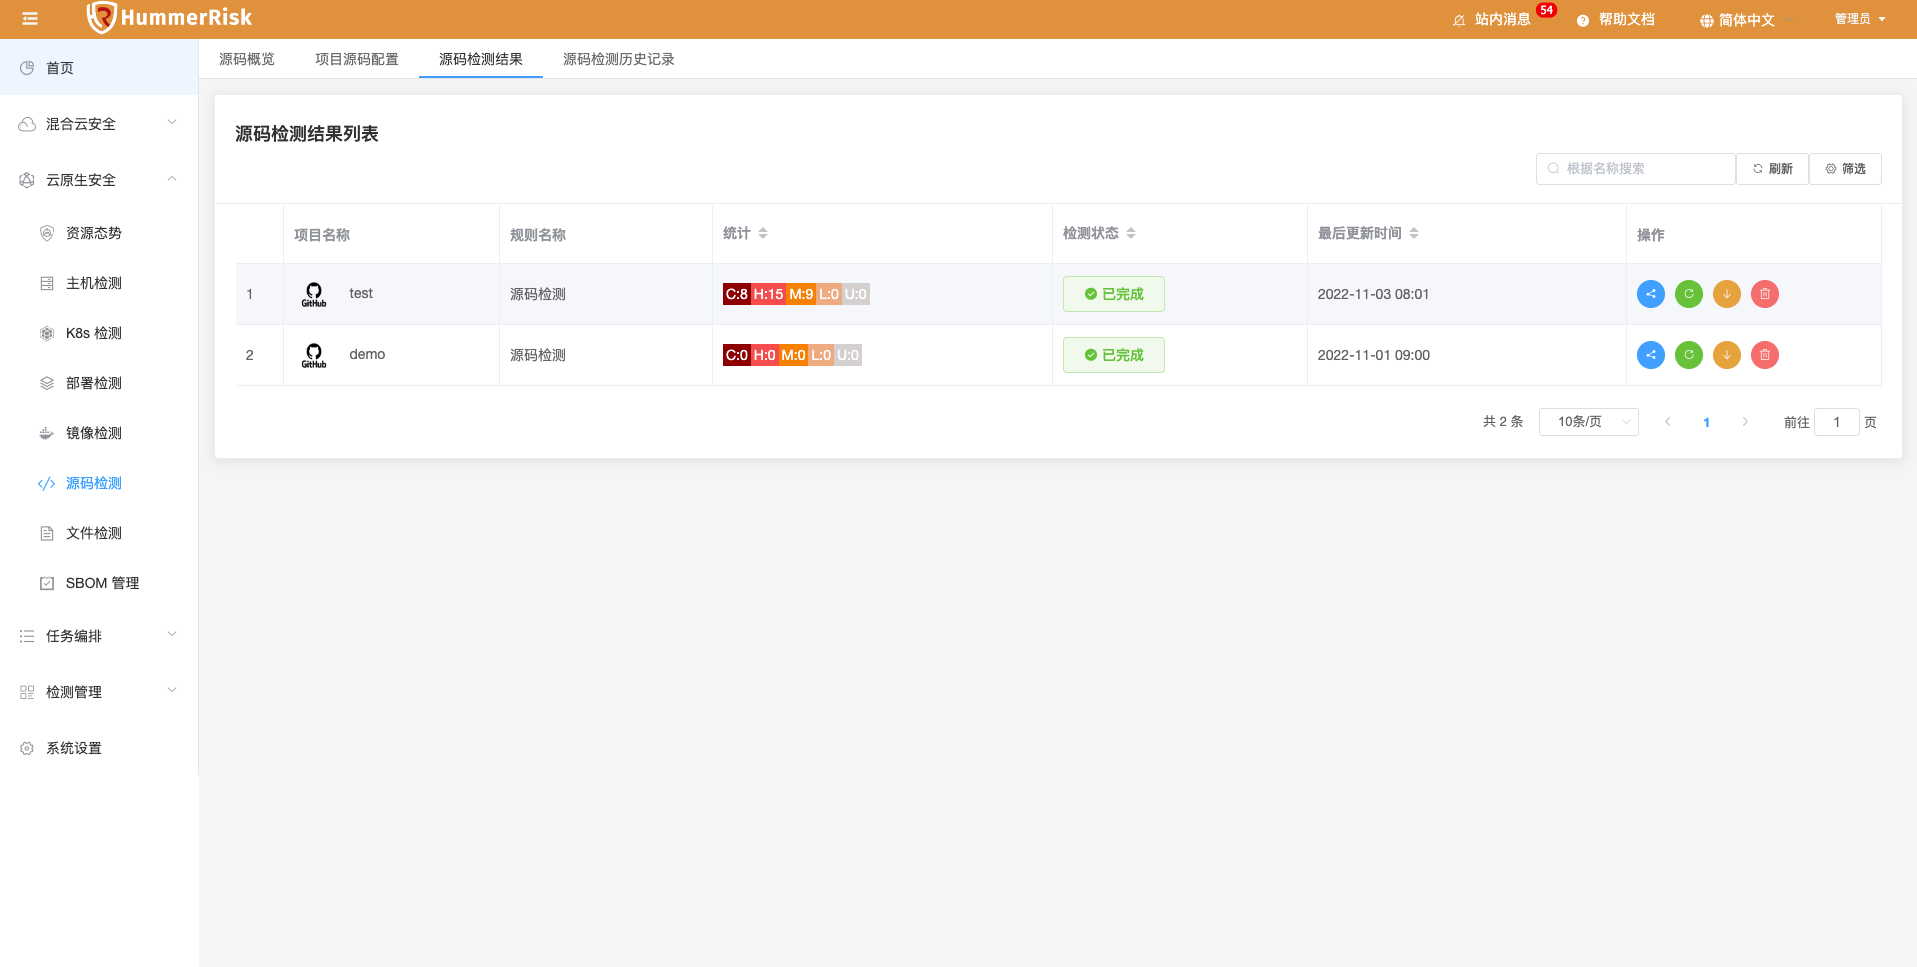 HummerRisk
站内消息 54
帮助文档
简体中文
管理员
首页
混合云安全
云原生安全
资源态势
主机检测
K8s 检测
部署检测
镜像检测
源码检测
文件检测
SBOM 管理
任务编排
检测管理
系统设置
源码概览 项目源码配置 源码检测结果 源码检测历史记录
源码检测结果列表
根据名称搜索 刷新 筛选
项目名称 规则名称 统计 检测状态 最后更新时间 操作
1 GitHub test 源码检测 C:8 H:15 M:9 L:0 U:0 已完成 2022-11-03 08:01
2 GitHub demo 源码检测 C:0 H:0 M:0 L:0 U:0 已完成 2022-11-01 09:00
共 2 条 10条/页 1 前往 1 页